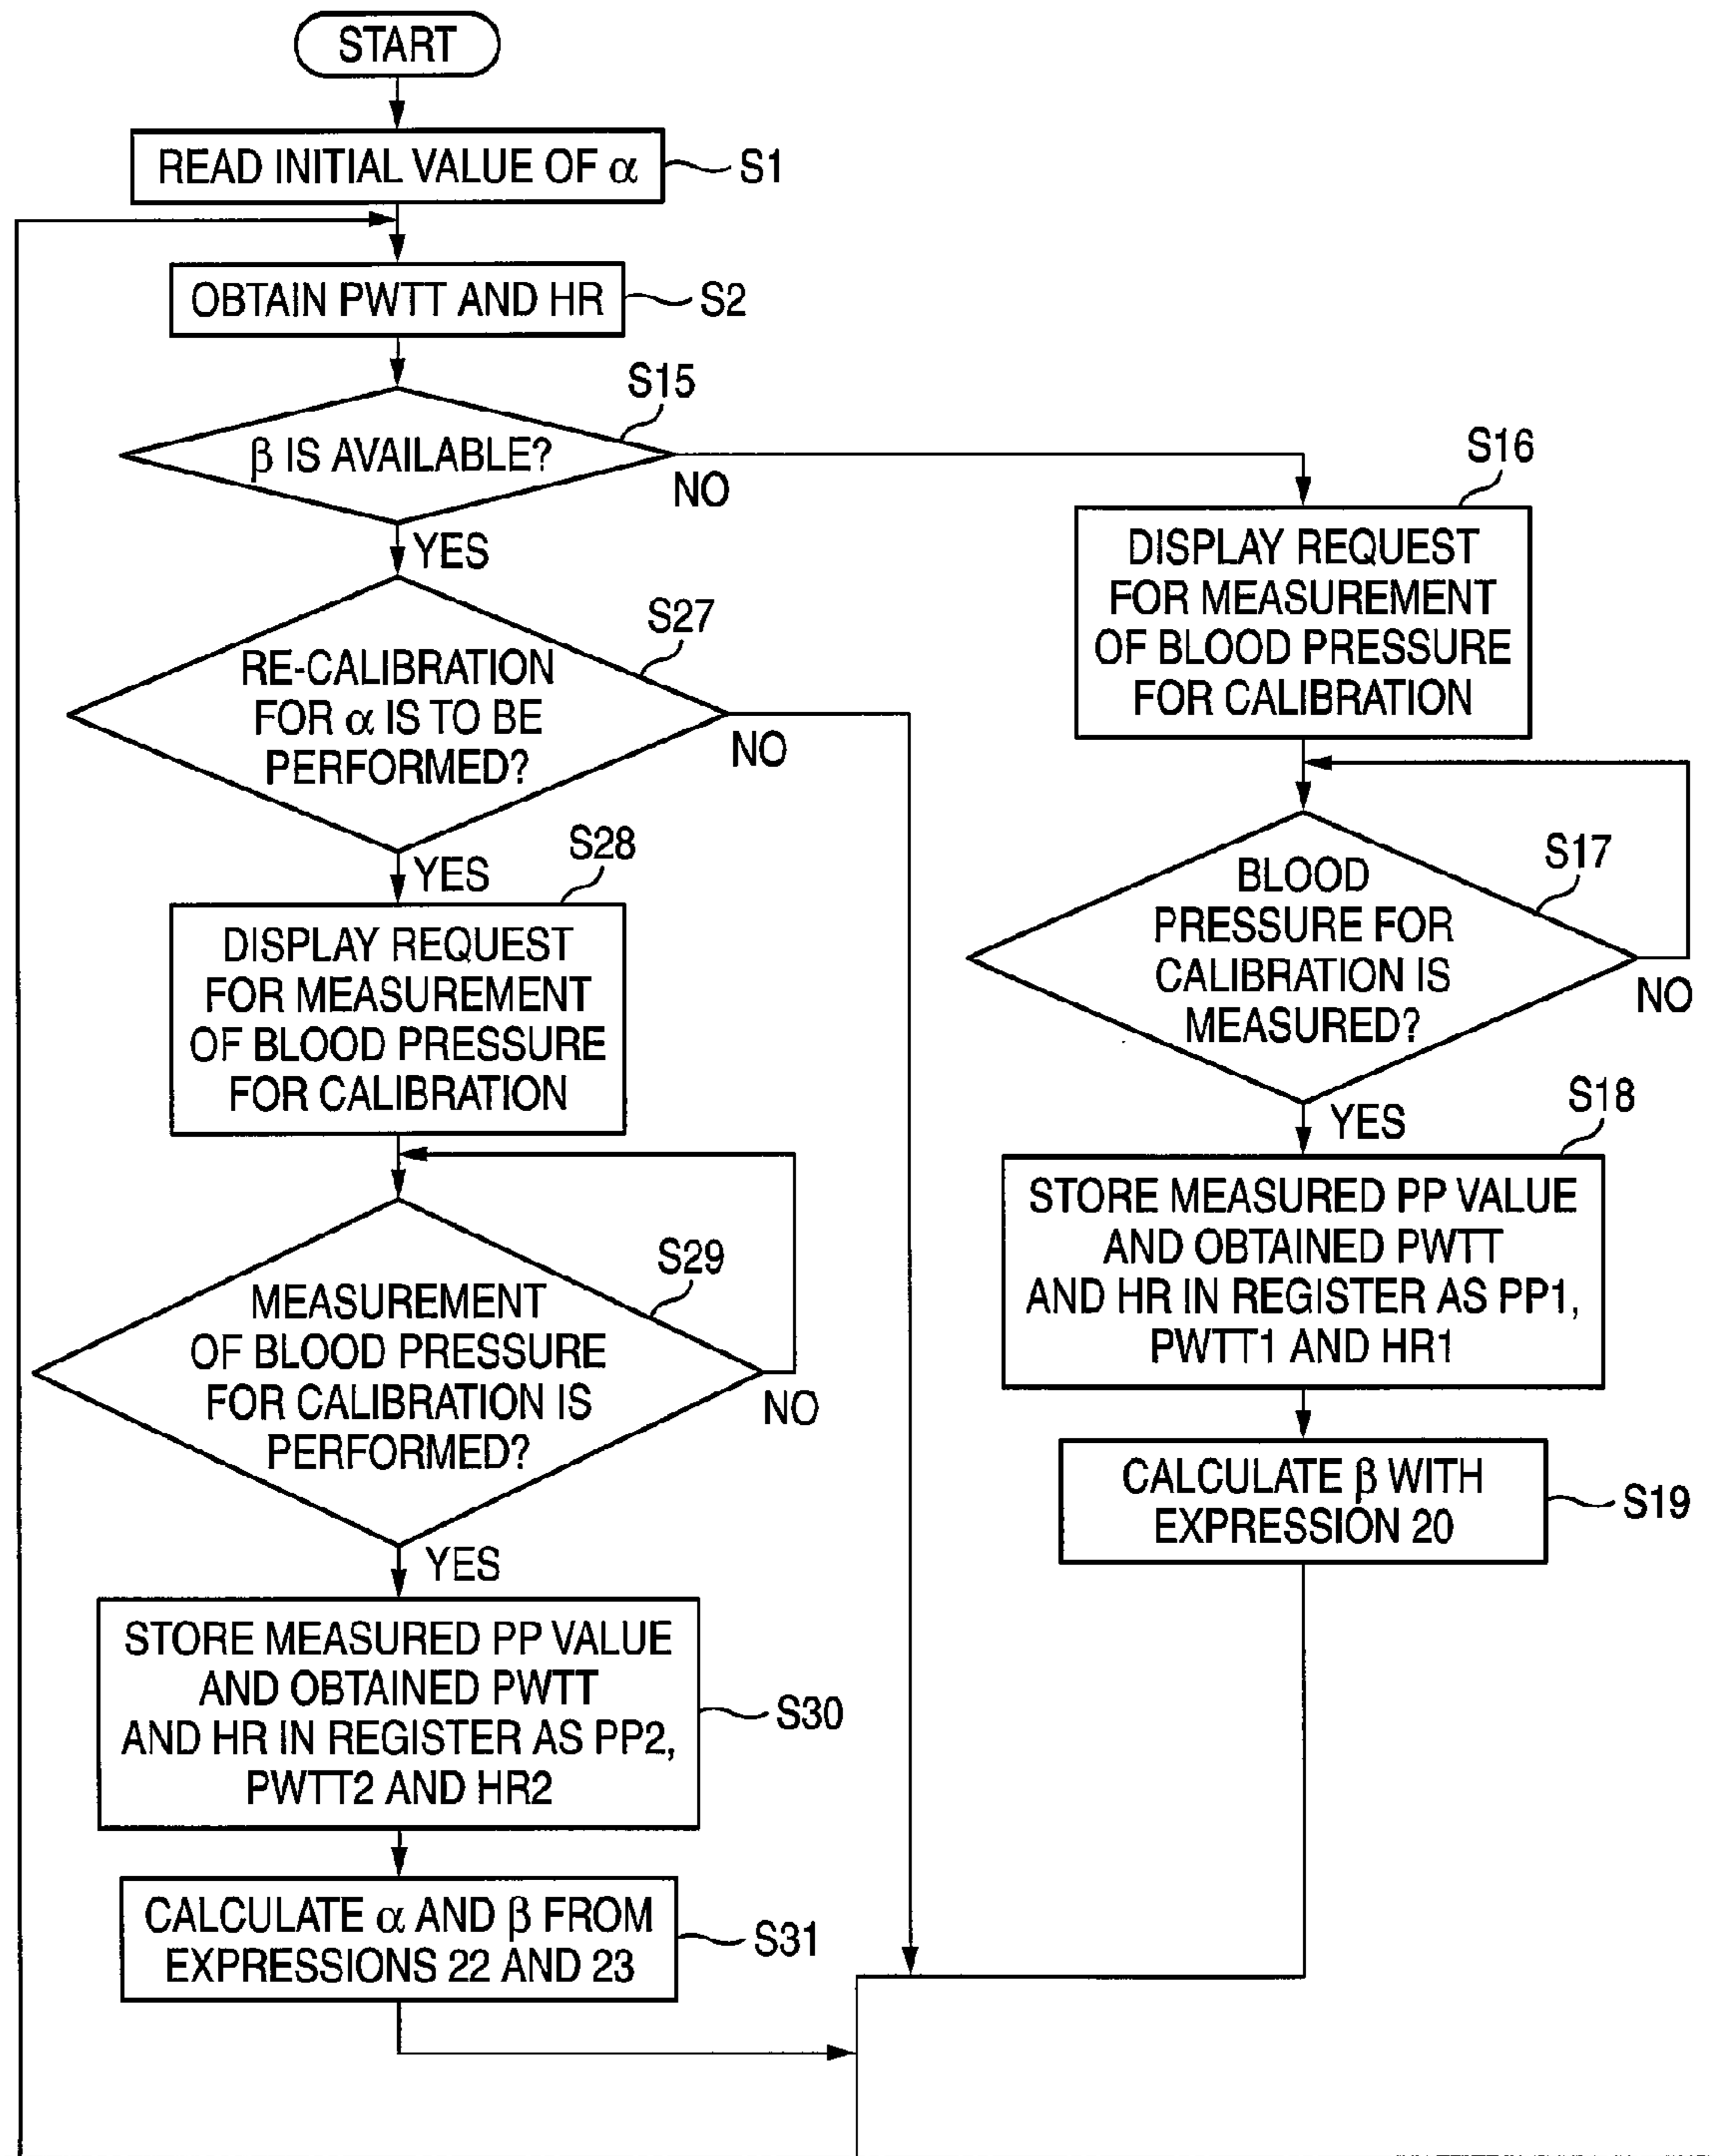 START
READ INITIAL VALUE OF α
S1
OBTAIN PWTT AND HR
S2
S15
β IS AVAILABLE?
NO
YES
S27
RE-CALIBRATION
FOR α IS TO BE
PERFORMED?
NO
YES
S28
DISPLAY REQUEST
FOR MEASUREMENT
OF BLOOD PRESSURE
FOR CALIBRATION
S29
MEASUREMENT
OF BLOOD PRESSURE
FOR CALIBRATION IS
PERFORMED?
NO
YES
STORE MEASURED PP VALUE
AND OBTAINED PWTT
AND HR IN REGISTER AS PP2,
PWTT2 AND HR2
S30
CALCULATE α AND β FROM
EXPRESSIONS 22 AND 23
S31
S16
DISPLAY REQUEST
FOR MEASUREMENT
OF BLOOD PRESSURE
FOR CALIBRATION
S17
BLOOD
PRESSURE FOR
CALIBRATION IS
MEASURED?
NO
YES
S18
STORE MEASURED PP VALUE
AND OBTAINED PWTT
AND HR IN REGISTER AS PP1,
PWTT1 AND HR1
CALCULATE β WITH
EXPRESSION 20
S19